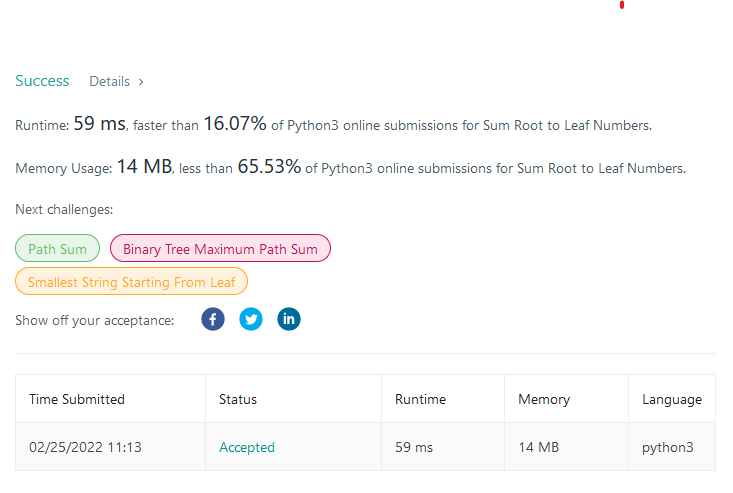 Success Details >
Runtime: 59 ms, faster than 16.07% of Python3 online submissions for Sum Root to Leaf Numbers.
Memory Usage: 14 MB, less than 65.53% of Python3 online submissions for Sum Root to Leaf Numbers.
Next challenges:
Path Sum Binary Tree Maximum Path Sum
Smallest String Starting From Leaf
Show off your acceptance:
Time Submitted Status Runtime Memory Language
02/25/2022 11:13 Accepted 59 ms 14 MB python3